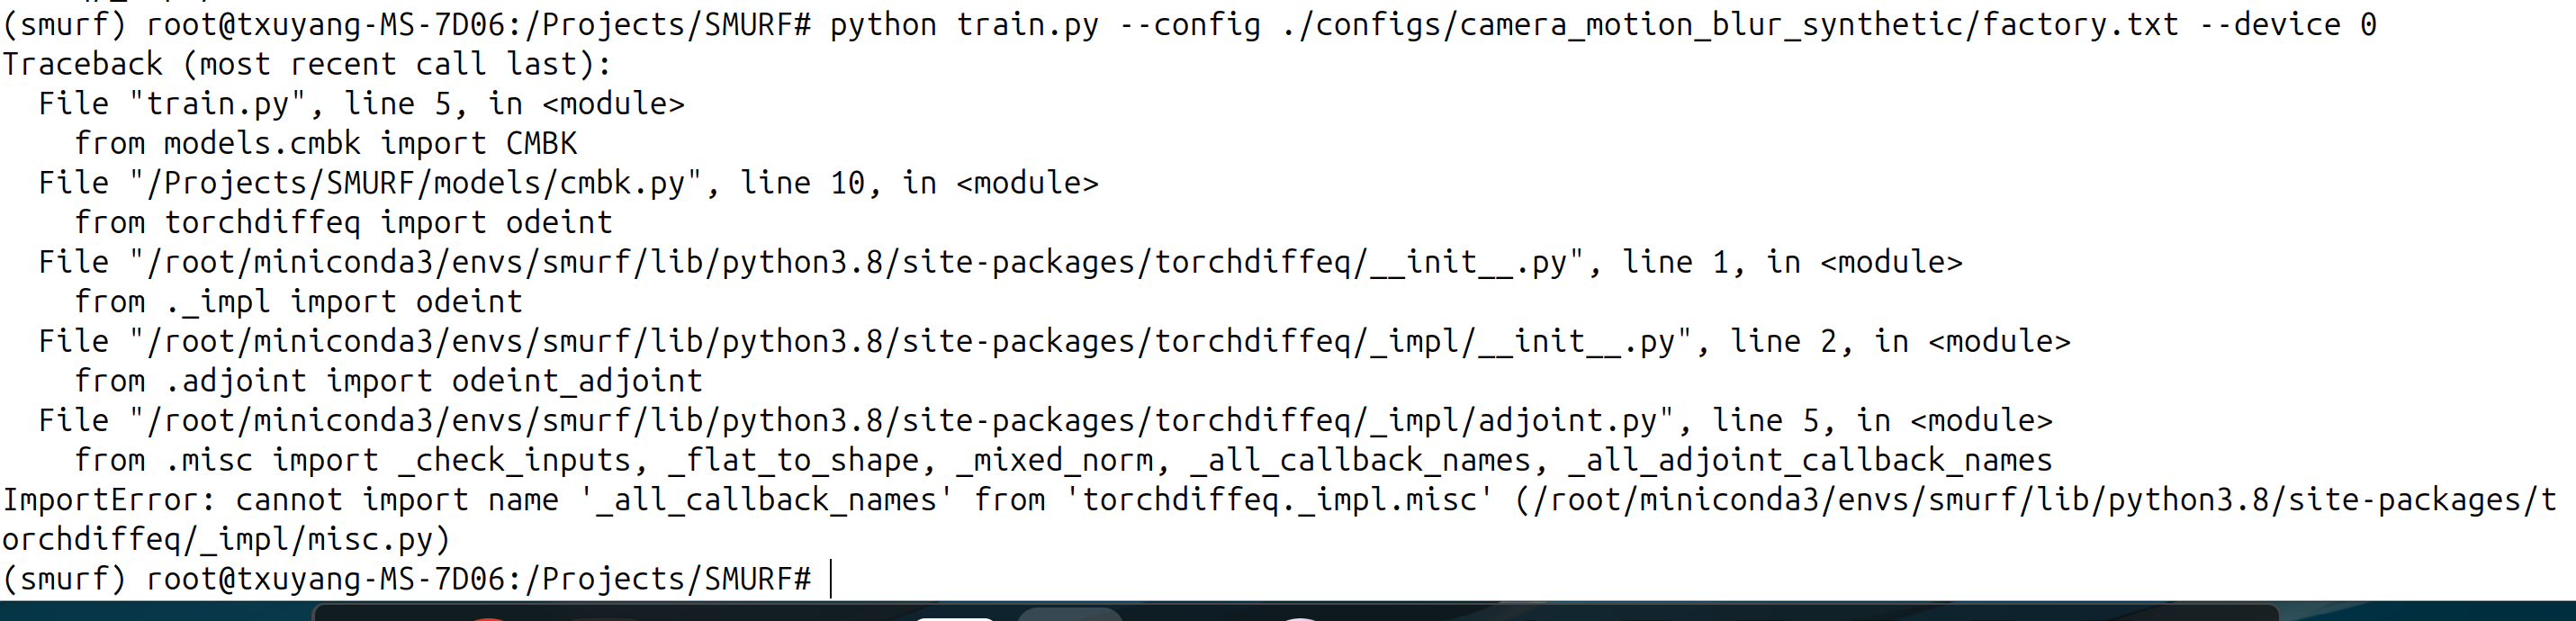 (smurf) root@txuyang-MS-7D06:/Projects/SMURF# python train.py --config ./configs/camera_motion_blur_synthetic/factory.txt --device 0
Traceback (most recent call last):
  File "train.py", line 5, in <module>
    from models.cmbk import CMBK
  File "/Projects/SMURF/models/cmbk.py", line 10, in <module>
    from torchdiffeq import odeint
  File "/root/miniconda3/envs/smurf/lib/python3.8/site-packages/torchdiffeq/__init__.py", line 1, in <module>
    from ._impl import odeint
  File "/root/miniconda3/envs/smurf/lib/python3.8/site-packages/torchdiffeq/_impl/__init__.py", line 2, in <module>
    from .adjoint import odeint_adjoint
  File "/root/miniconda3/envs/smurf/lib/python3.8/site-packages/torchdiffeq/_impl/adjoint.py", line 5, in <module>
    from .misc import _check_inputs, _flat_to_shape, _mixed_norm, _all_callback_names, _all_adjoint_callback_names
ImportError: cannot import name '_all_callback_names' from 'torchdiffeq._impl.misc' (/root/miniconda3/envs/smurf/lib/python3.8/site-packages/t
orchdiffeq/_impl/misc.py)
(smurf) root@txuyang-MS-7D06:/Projects/SMURF#